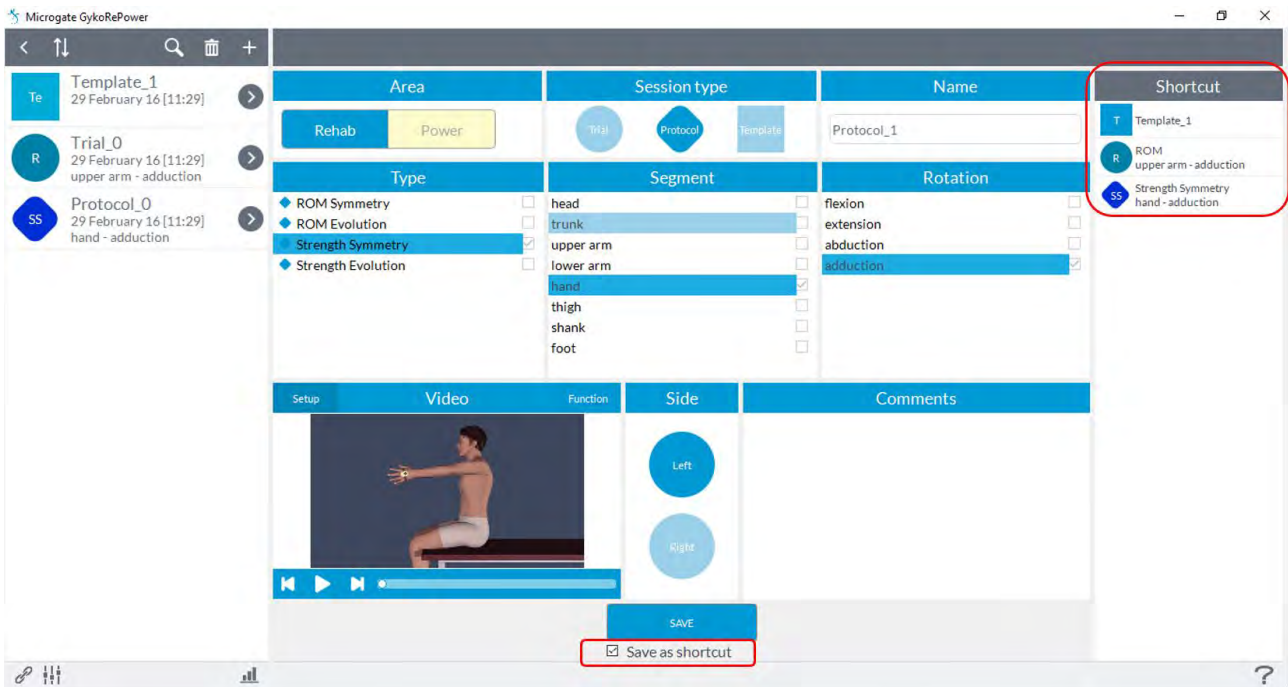 Microgate GykoRePower
Te
Template_1
29 February 16 [11:29]
R
Trial_0
29 February 16 [11:29]
upper arm - adduction
SS
Protocol_0
29 February 16 [11:29]
hand - adduction
Area
Rehab
Power
Session type
Trial
Protocol
Template
Name
Protocol_1
Type
ROM Symmetry
ROM Evolution
Strength Symmetry
Strength Evolution
Segment
head
trunk
upper arm
lower arm
hand
thigh
shank
foot
Rotation
flexion
extension
abduction
adduction
Setup
Video
Function
Side
Left
Right
Comments
SAVE
Save as shortcut
Shortcut
T
Template_1
R
ROM
upper arm - adduction
SS
Strength Symmetry
hand - adduction
?